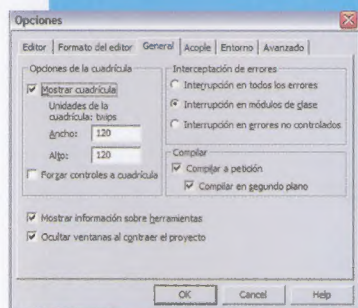 Opciones
Editor Formato del editor General Acople Entorno Avanzado
Opciones de la cuadrícula
Mostrar cuadrícula
Unidades de la
cuadrícula: twips
Ancho: 120
Alto: 120
Forzar controles a cuadrícula
Interceptación de errores
Interrupción en todos los errores
Interrupción en módulos de clase
Interrupción en errores no controlados
Compilar
Compilar a petición
Compilar en segundo plano
Mostrar información sobre herramientas
Ocultar ventanas al contraer el proyecto
OK Cancel Help